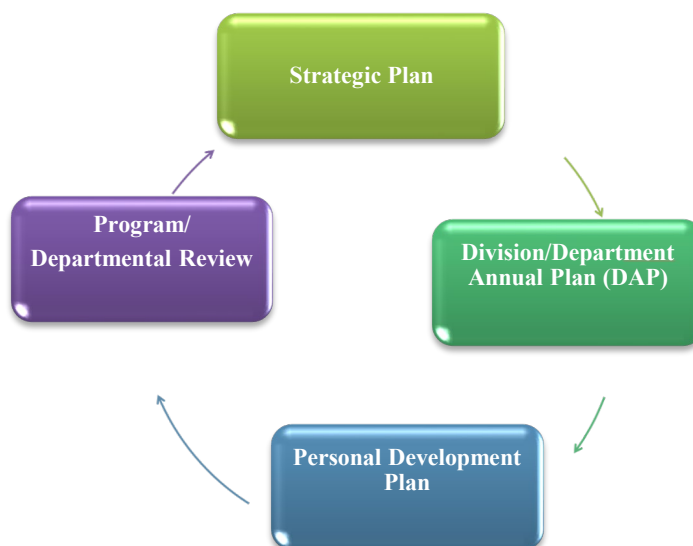 Strategic Plan
Program/
Departmental Review
Division/Department
Annual Plan (DAP)
Personal Development
Plan